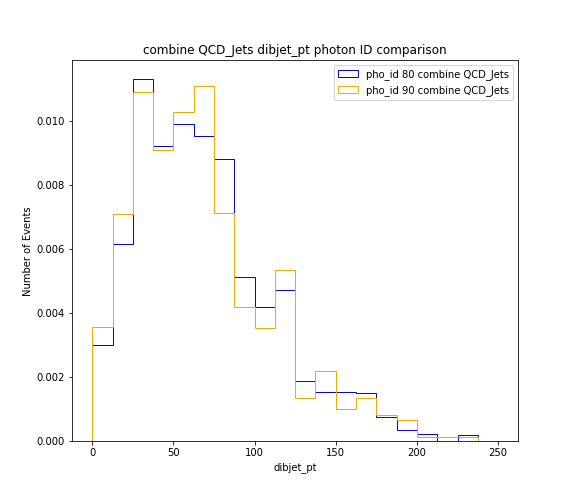 combine QCD_Jets dibjet_pt photon ID comparison
pho_id 80 combine QCD_Jets
pho_id 90 combine QCD_Jets
Number of Events
0.010
0.008
0.006
0.004
0.002
0.000
0
50
100
150
200
250
dibjet_pt